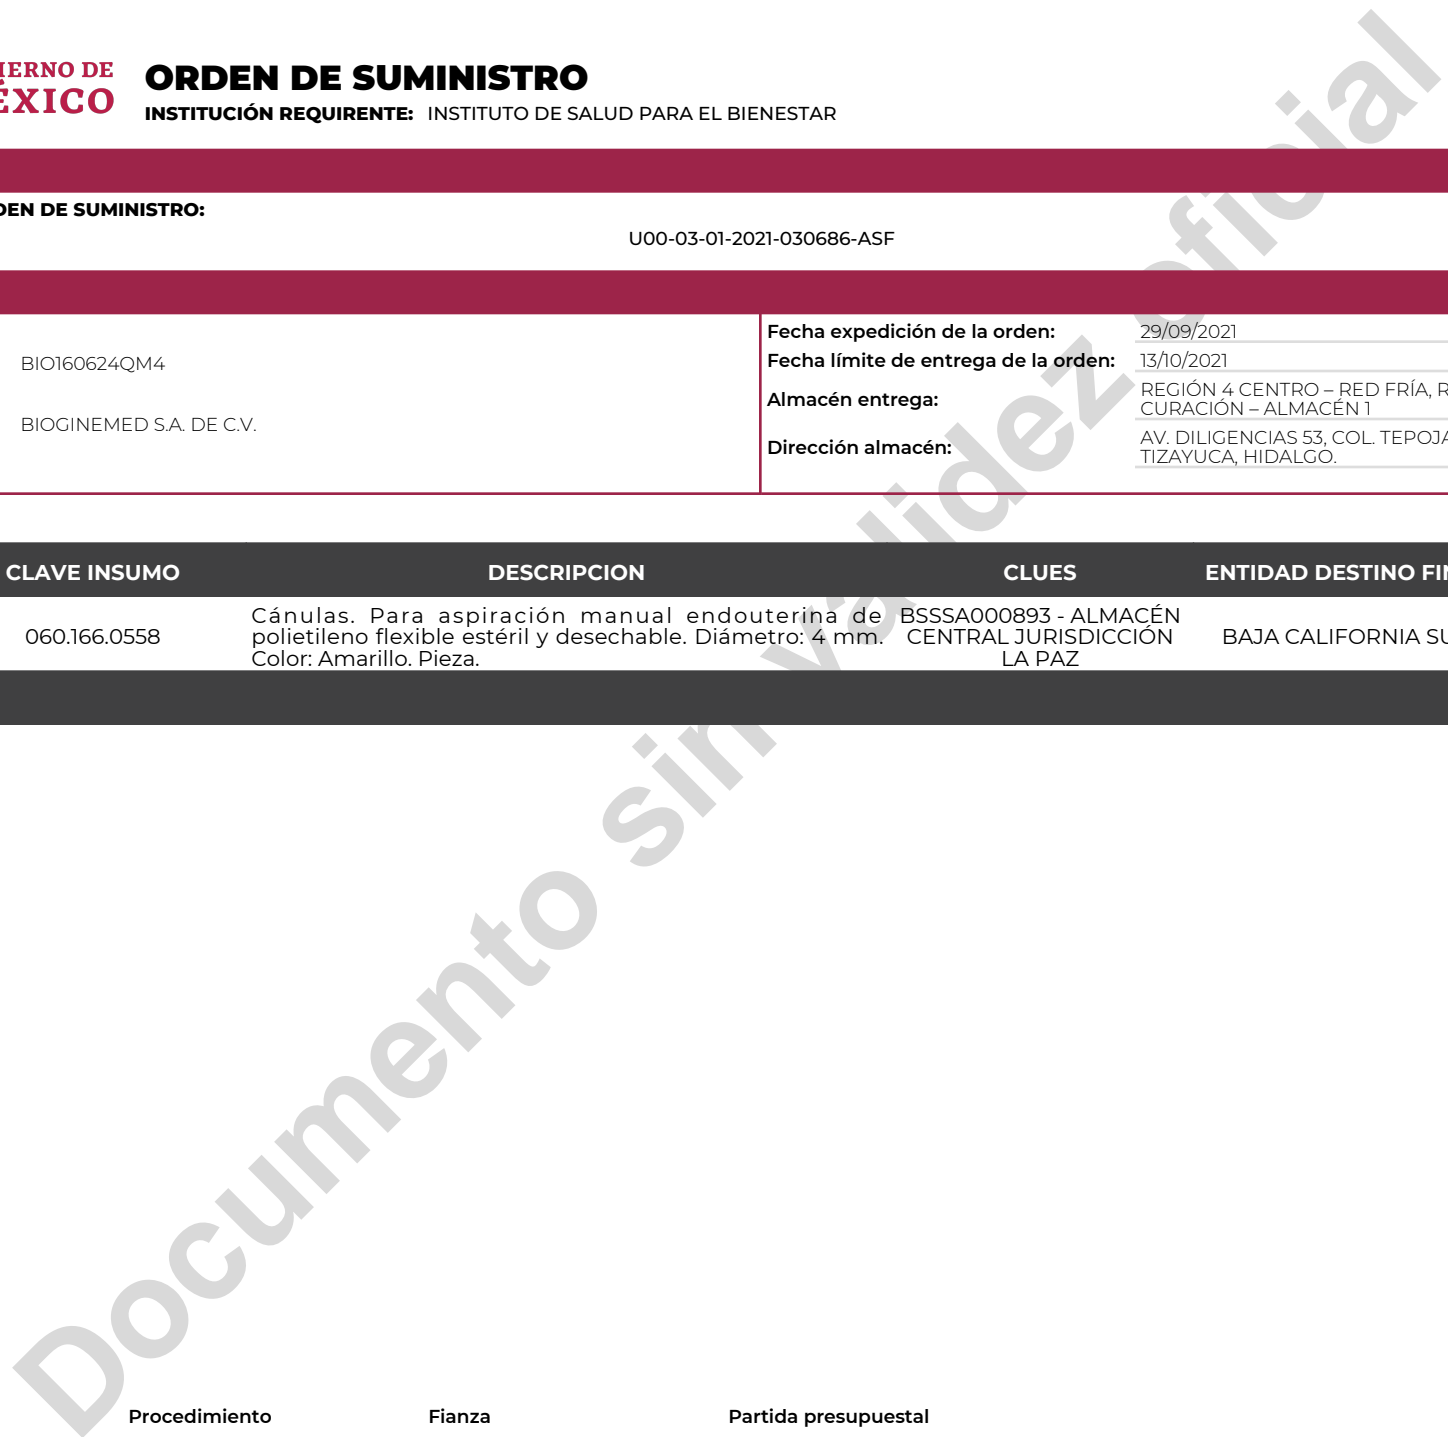 IERNO DE
ÉXICO
ORDEN DE SUMINISTRO
INSTITUCIÓN REQUIRENTE: INSTITUTO DE SALUD PARA EL BIENESTAR
DEN DE SUMINISTRO:
U00-03-01-2021-030686-ASF
BIO160624QM4
BIOGINEMED S.A. DE C.V.
Fecha expedición de la orden: 29/09/2021
Fecha límite de entrega de la orden: 13/10/2021
Almacén entrega: REGIÓN 4 CENTRO – RED FRÍA, R
CURACIÓN – ALMACÉN 1
Dirección almacén: AV. DILIGENCIAS 53, COL. TEPOJA
TIZAYUCA, HIDALGO.
CLAVE INSUMO DESCRIPCION CLUES ENTIDAD DESTINO FIN
060.166.0558
Cánulas. Para aspiración manual endouterina de
polietileno flexible estéril y desechable. Diámetro: 4 mm.
Color: Amarillo. Pieza.
BSSSA000893 - ALMACÉN
CENTRAL JURISDICCIÓN
LA PAZ
BAJA CALIFORNIA SU
Documento sin validez oficial
Procedimiento Fianza Partida presupuestal